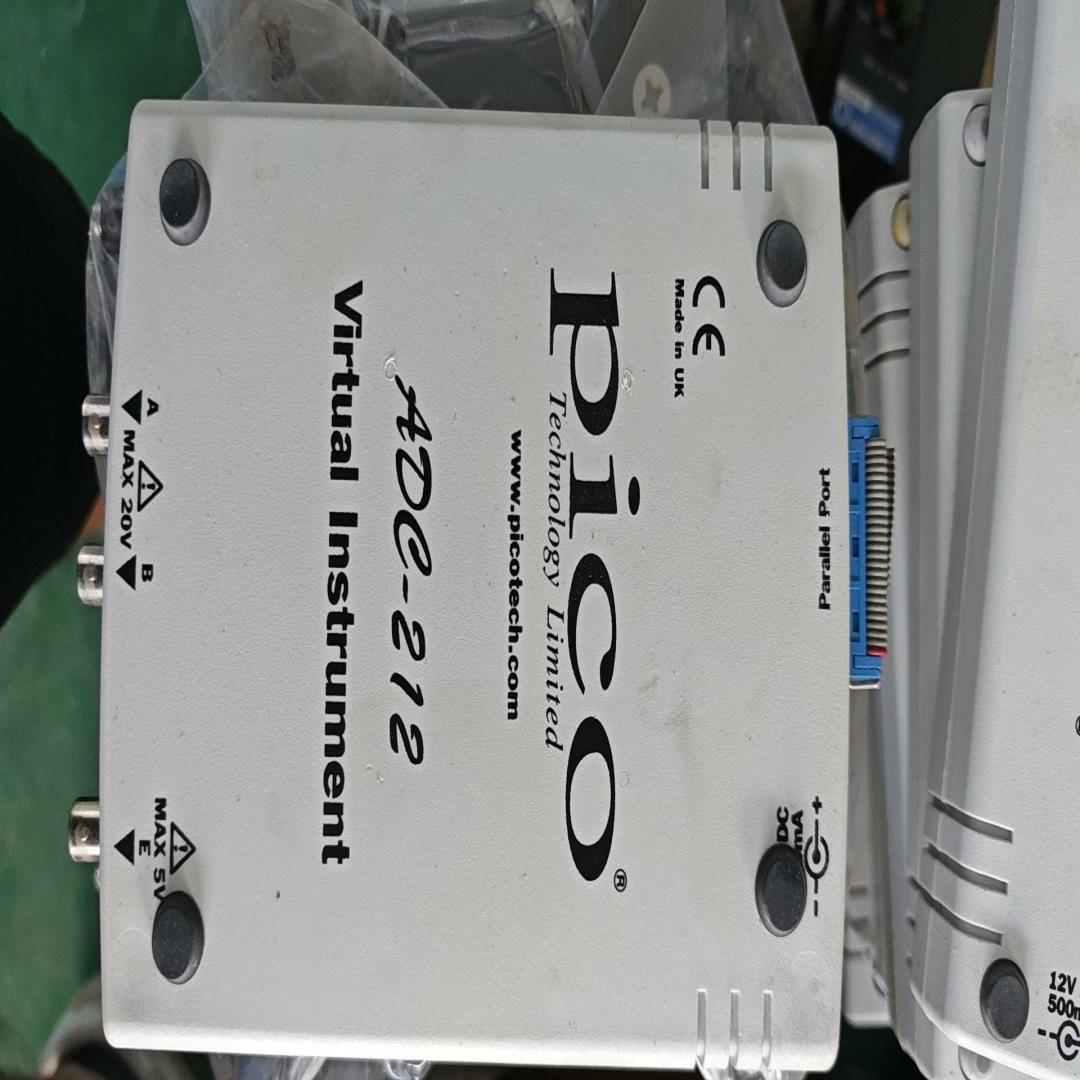 Parallel Port
CE
Made in UK
DC
mA
+
-
pico®
Technology Limited
www.picotech.com
ADC-212
Virtual Instrument
A
B
MAX 20V
MAX 5V
E
12V
500m